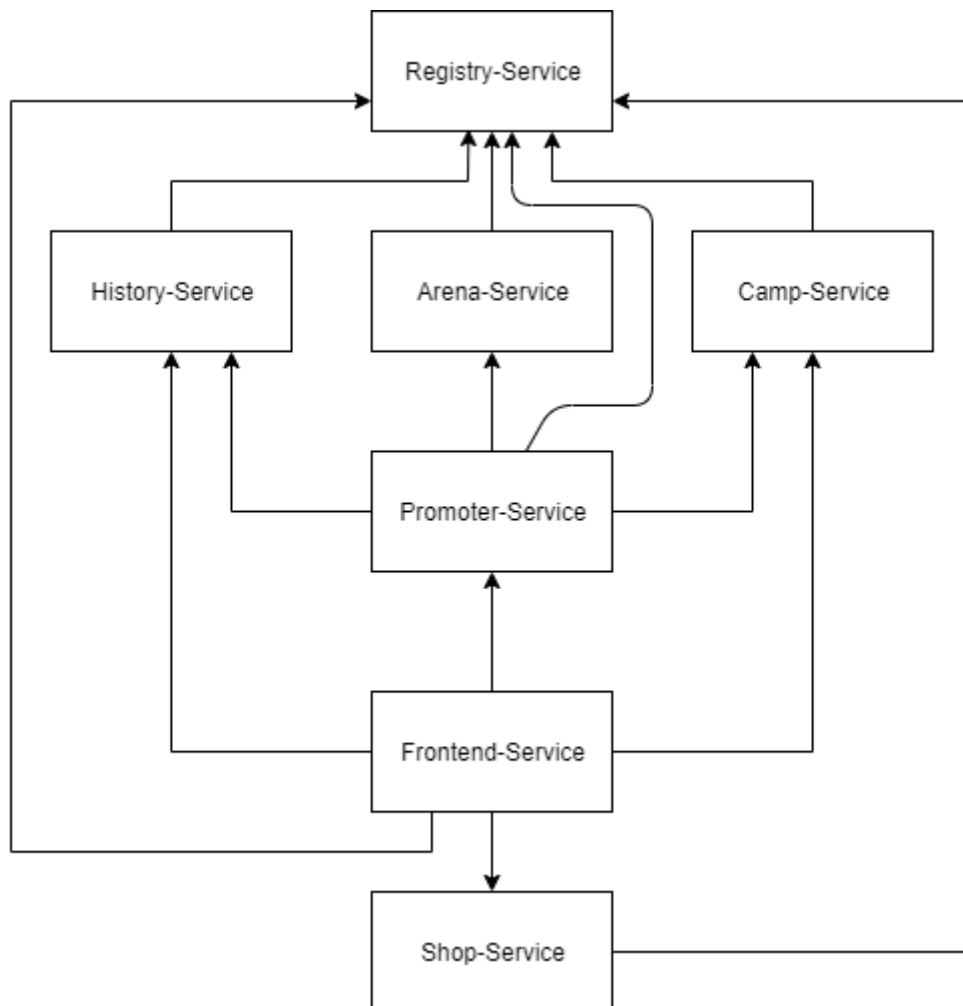 Registry-Service
History-Service
Arena-Service
Camp-Service
Promoter-Service
Frontend-Service
Shop-Service